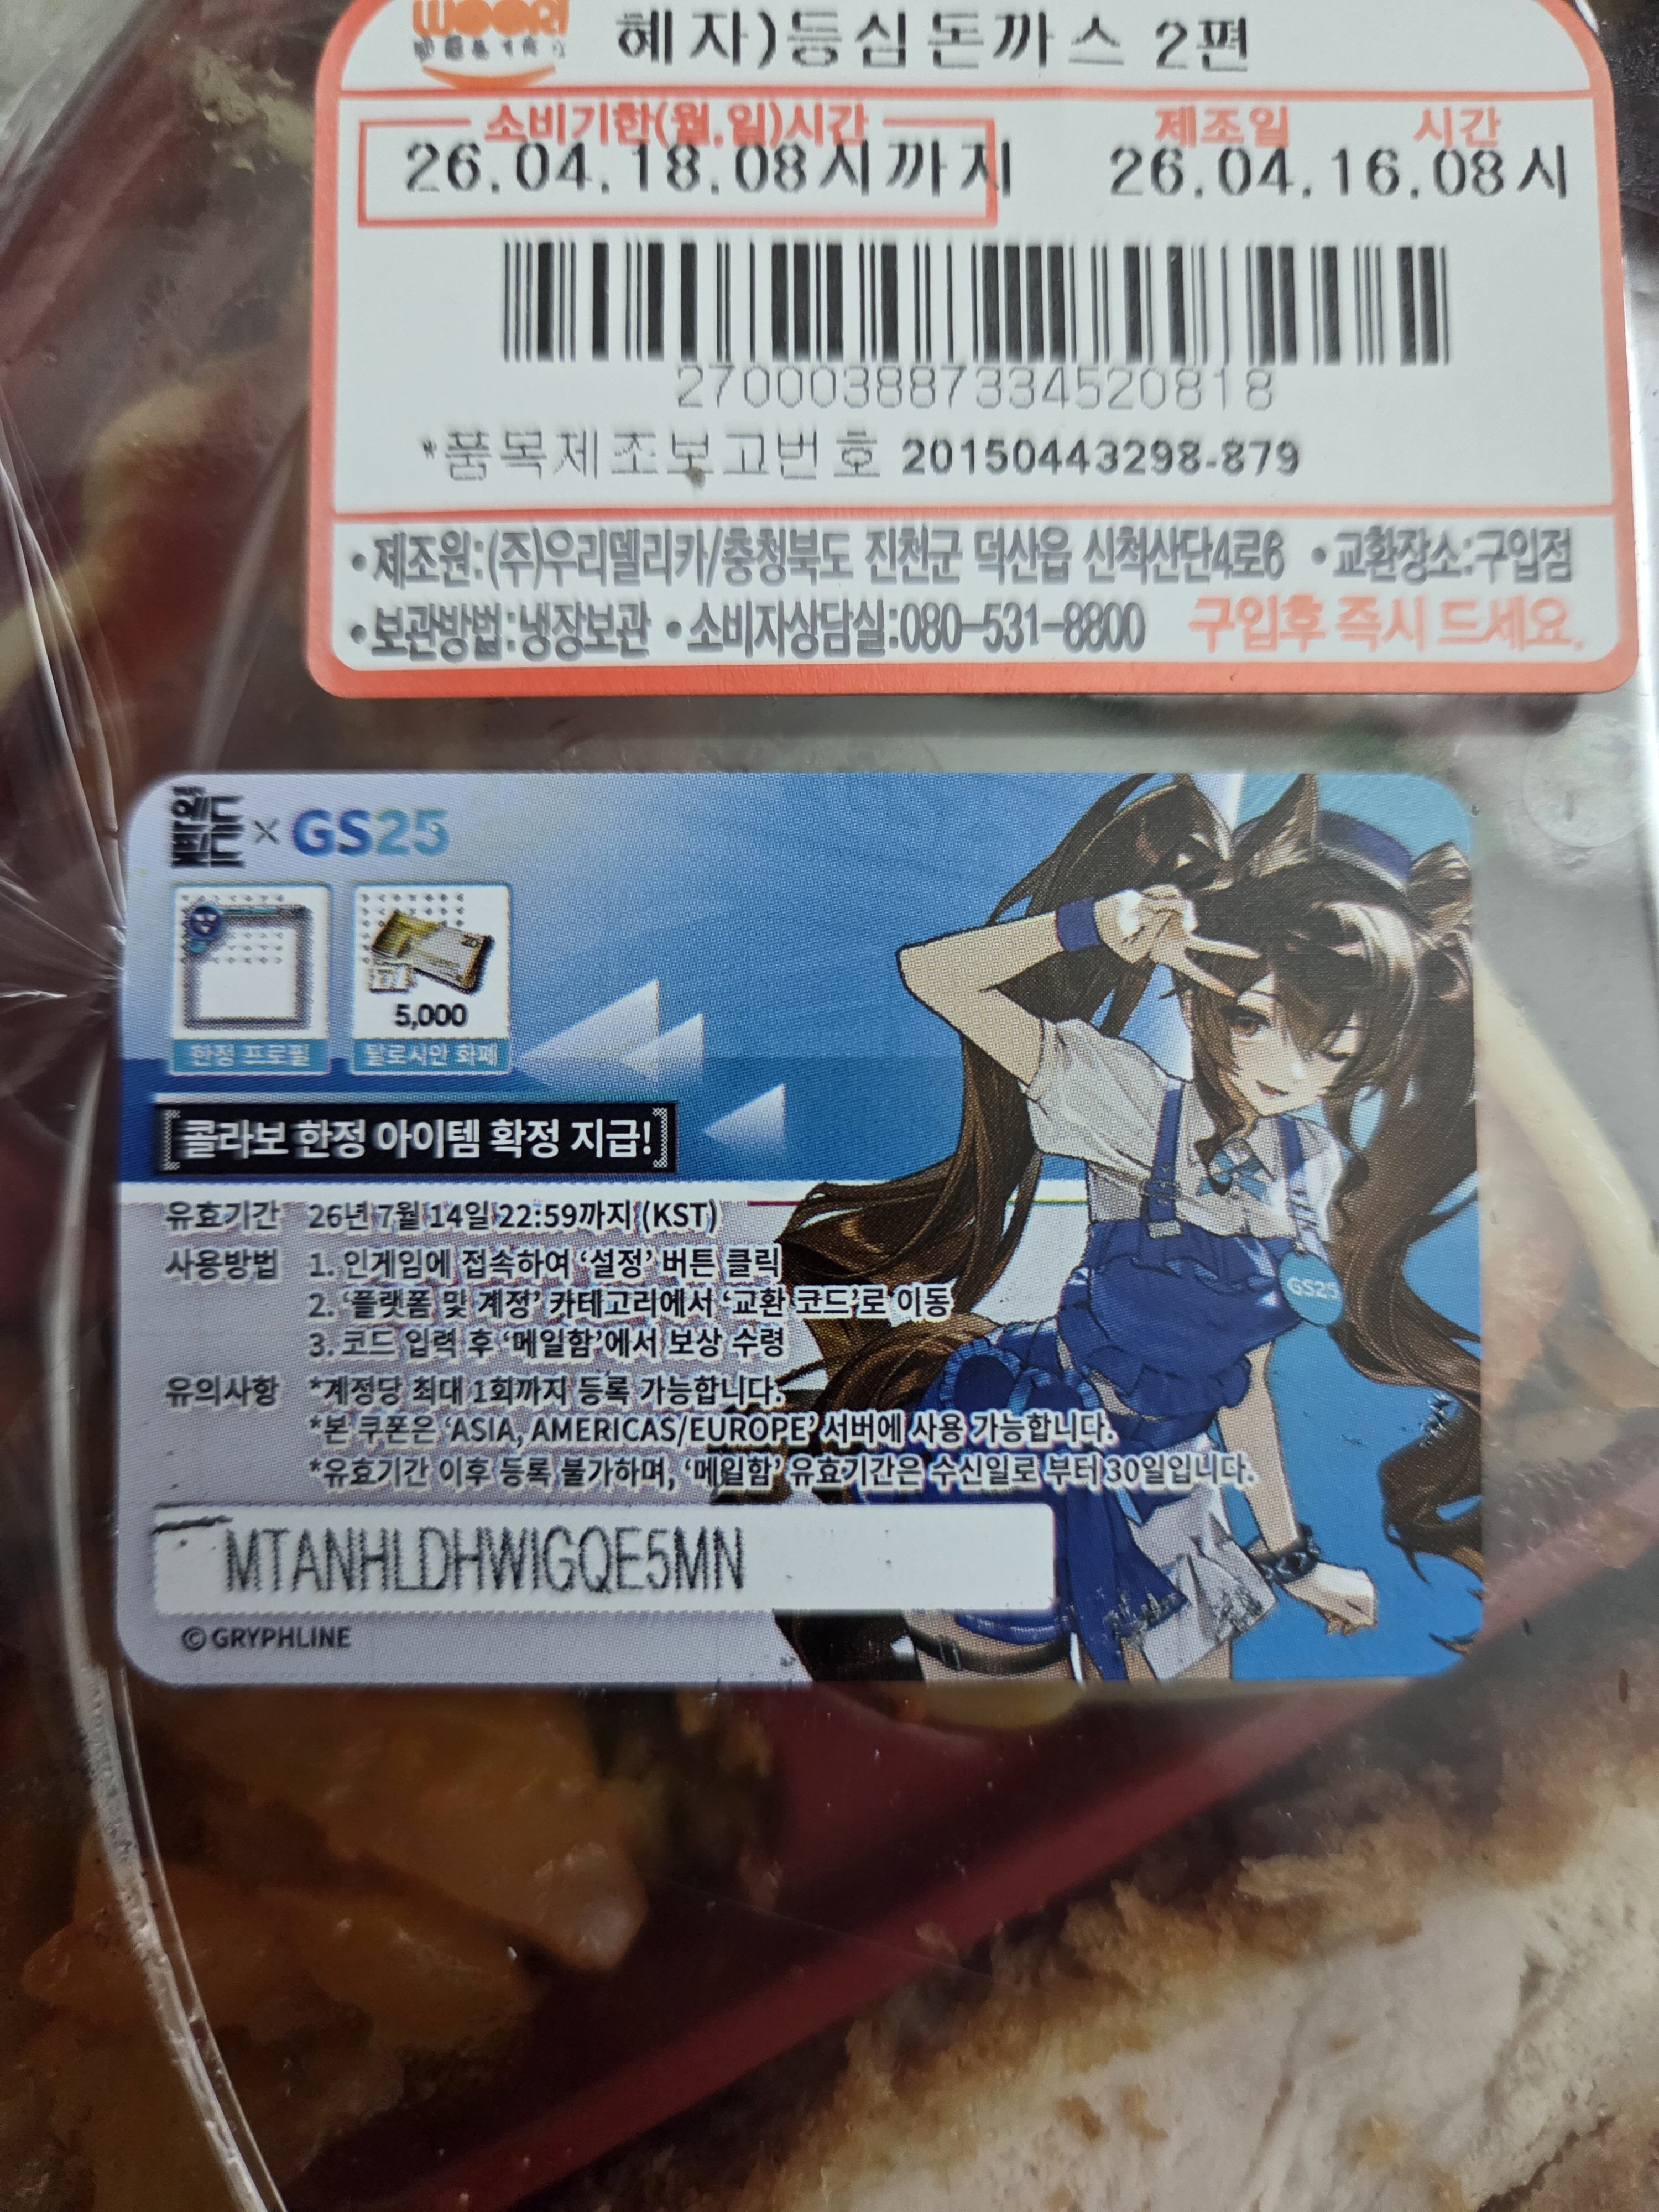 WOORI
혜자)등심돈까스 2편
소비기한(월.일)시간 제조일 시간
26.04.18.08시까지 26.04.16.08시
270003887334520818
*품목제조보고번호 20150443298-879
•제조원:(주)우리델리카/충청북도 진천군 덕산읍 신척산단4로6 •교환장소:구입점
•보관방법:냉장보관 •소비자상담실:080-531-8800 구입후 즉시 드세요.
엔드필드 × GS25
5,000
한정 프로필 탈로시안 화폐
[콜라보 한정 아이템 확정 지급!]
유효기간 26년 7월 14일 22:59까지 (KST)
사용방법 1. 인게임에 접속하여 ‘설정’ 버튼 클릭
2. ‘플랫폼 및 계정’ 카테고리에서 ‘교환 코드’로 이동
3. 코드 입력 후 ‘메일함’에서 보상 수령
유의사항 *계정당 최대 1회까지 등록 가능합니다.
*본 쿠폰은 ‘ASIA, AMERICAS/EUROPE’ 서버에 사용 가능합니다.
*유효기간 이후 등록 불가하며, ‘메일함’ 유효기간은 수신일로 부터 30일입니다.
GS25
MTANHLDHWIGQE5MN
© GRYPHLINE